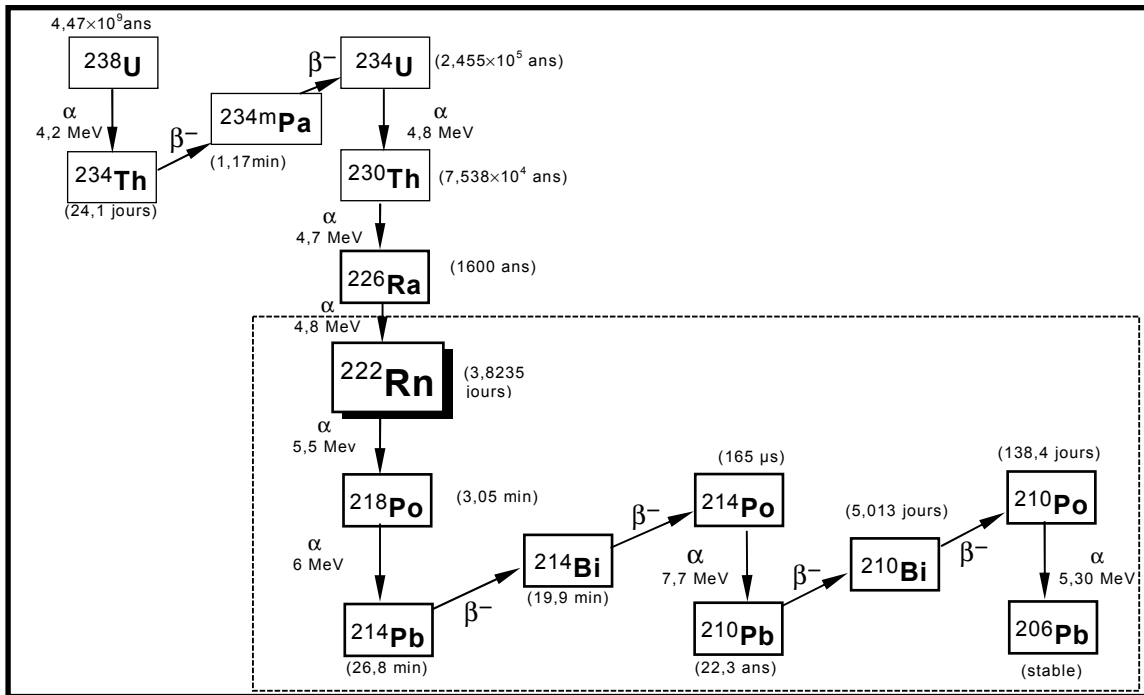 4,47×10⁹ans
²³⁸U
β⁻
²³⁴U
(2,455×10⁵ ans)
α
4,2 MeV
β⁻
²³⁴ᵐPa
(1,17min)
α
4,8 MeV
²³⁴Th
(24,1 jours)
²³⁰Th
(7,538×10⁴ ans)
α
4,7 MeV
²²⁶Ra
(1600 ans)
α
4,8 MeV
²²²Rn
(3,8235
jours)
α
5,5 Mev
²¹⁸Po
(3,05 min)
(165 µs)
²¹⁴Po
(138,4 jours)
²¹⁰Po
α
6 MeV
β⁻
²¹⁴Bi
(19,9 min)
β⁻
α
7,7 MeV
(5,013 jours)
²¹⁰Bi
β⁻
β⁻
α
5,30 MeV
²¹⁴Pb
(26,8 min)
²¹⁰Pb
(22,3 ans)
²⁰⁶Pb
(stable)